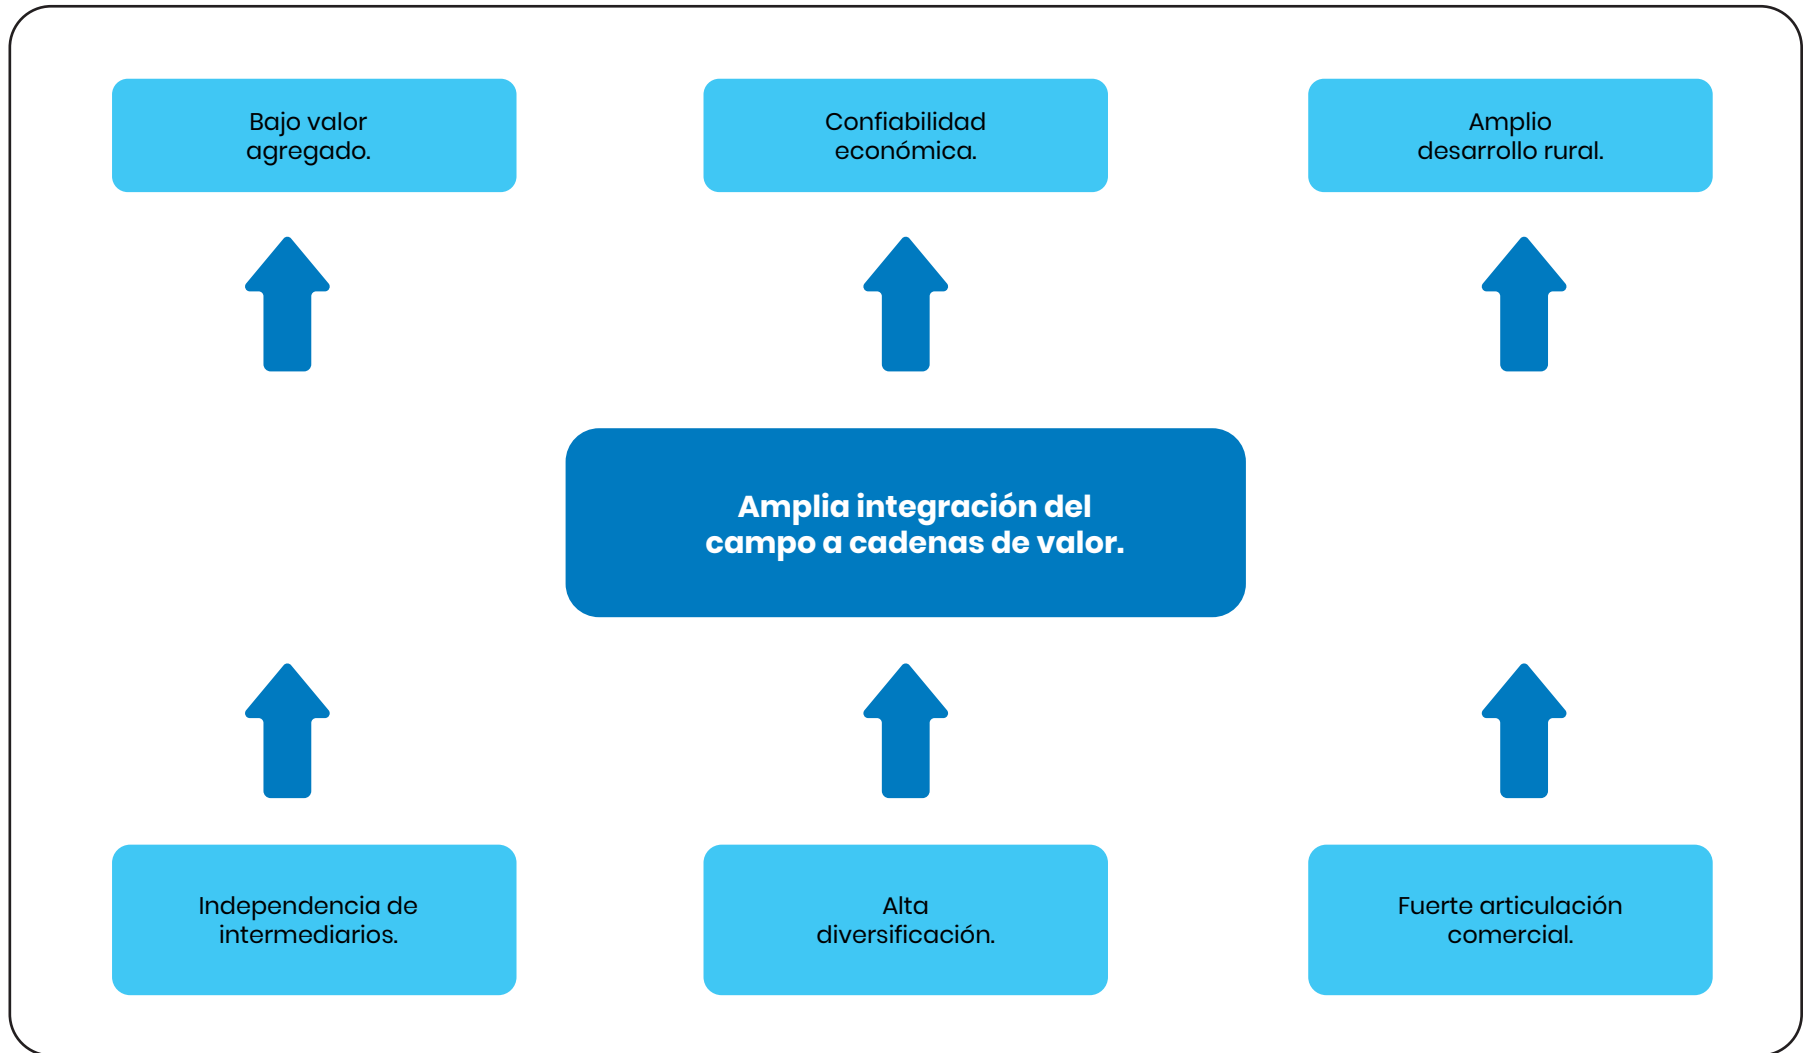 Bajo valor
agregado.
Confiabilidad
económica.
Amplio
desarrollo rural.
Amplia integración del
campo a cadenas de valor.
Independencia de
intermediarios.
Alta
diversificación.
Fuerte articulación
comercial.